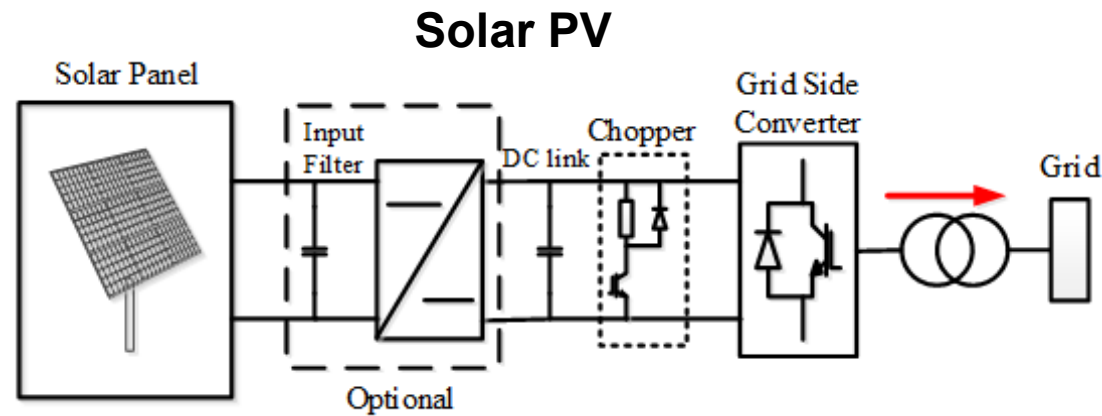 Solar PV
Solar Panel
Input
Filter
DC link
Chopper
Grid Side
Converter
Grid
Optional